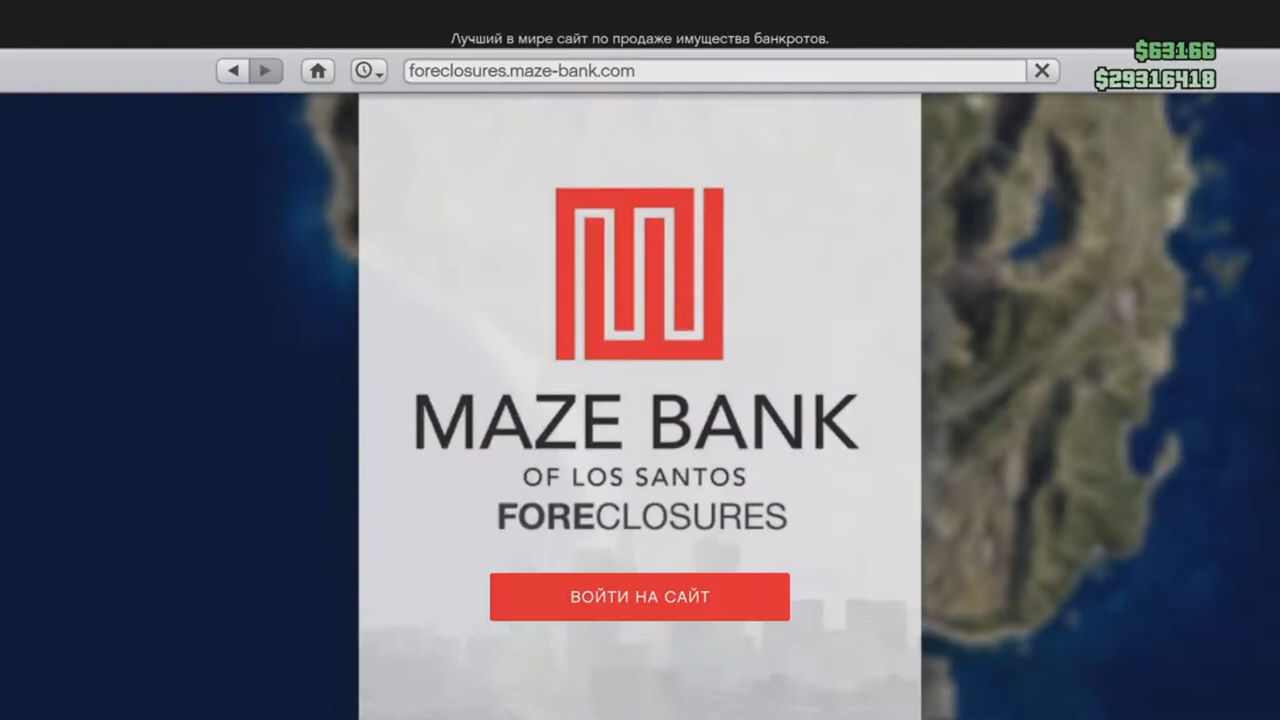 Лучший в мире сайт по продаже имущества банкротов.
foreclosures.maze-bank.com
$63166
$29316418
MAZE BANK
OF LOS SANTOS
FORECLOSURES
ВОЙТИ НА САЙТ